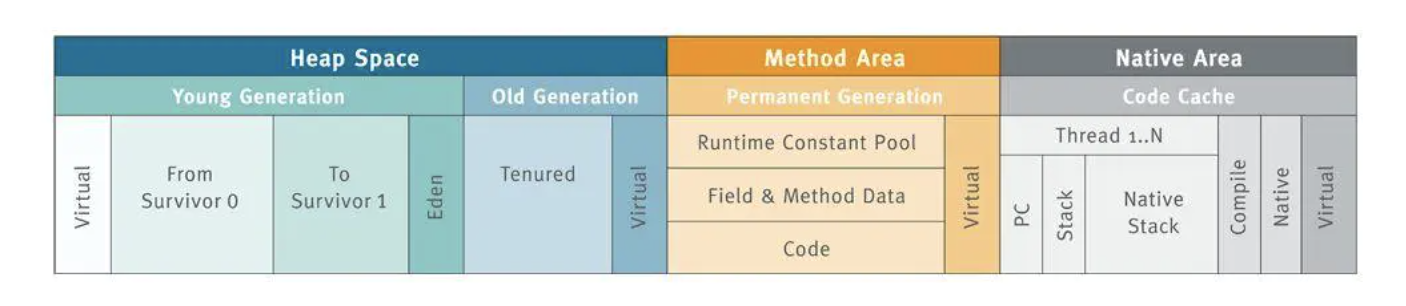 Heap Space
Method Area
Native Area
Young Generation
Old Generation
Permanent Generation
Code Cache
Virtual
From
Survivor 0
To
Survivor 1
Eden
Tenured
Virtual
Runtime Constant Pool
Field & Method Data
Code
Virtual
Thread 1..N
PC
Stack
Native
Stack
Compile
Native
Virtual